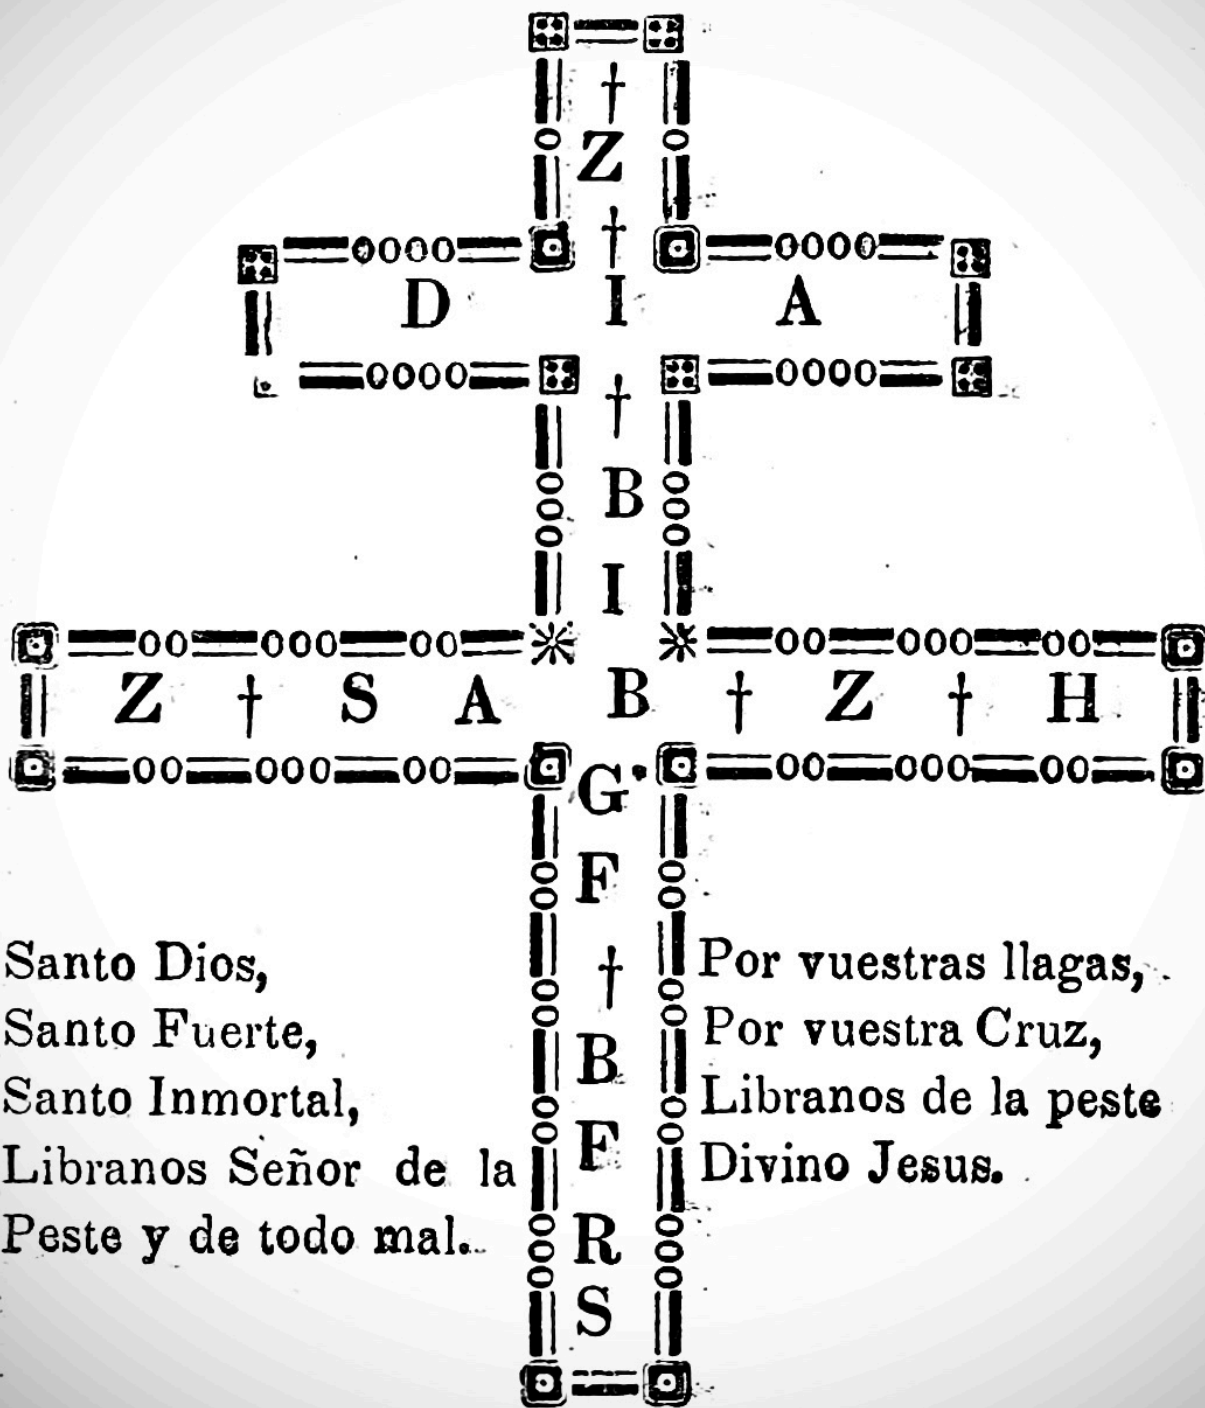 †
Z
†
D I A
†
B
I
Z † S A B † Z † H
G
F
†
B
F
R
S
Santo Dios,
Santo Fuerte,
Santo Inmortal,
Libranos Señor de la
Peste y de todo mal.
Por vuestras llagas,
Por vuestra Cruz,
Libranos de la peste
Divino Jesus.